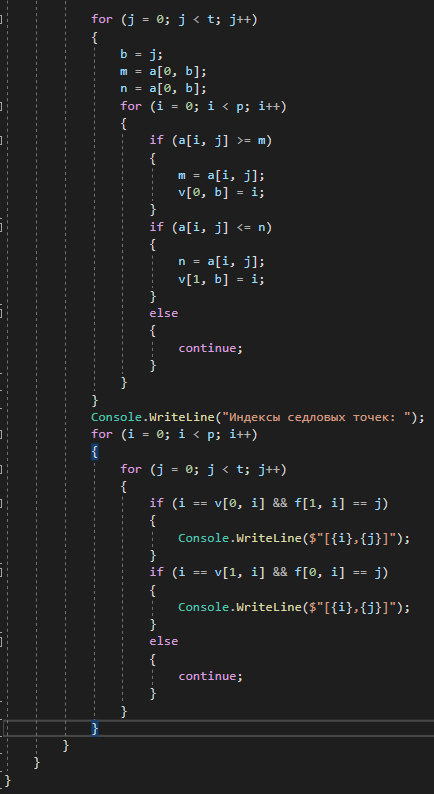 for (j = 0; j < t; j++)
{
b = j;
m = a[0, b];
n = a[0, b];
for (i = 0; i < p; i++)
{
if (a[i, j] >= m)
{
m = a[i, j];
v[0, b] = i;
}
if (a[i, j] <= n)
{
n = a[i, j];
v[1, b] = i;
}
else
{
continue;
}
}
}
Console.WriteLine("Индексы седловых точек: ");
for (i = 0; i < p; i++)
{
for (j = 0; j < t; j++)
{
if (i == v[0, i] && f[1, i] == j)
{
Console.WriteLine($"[{i},{j}]");
}
if (i == v[1, i] && f[0, i] == j)
{
Console.WriteLine($"[{i},{j}]");
}
else
{
continue;
}
}
}
}
}
}